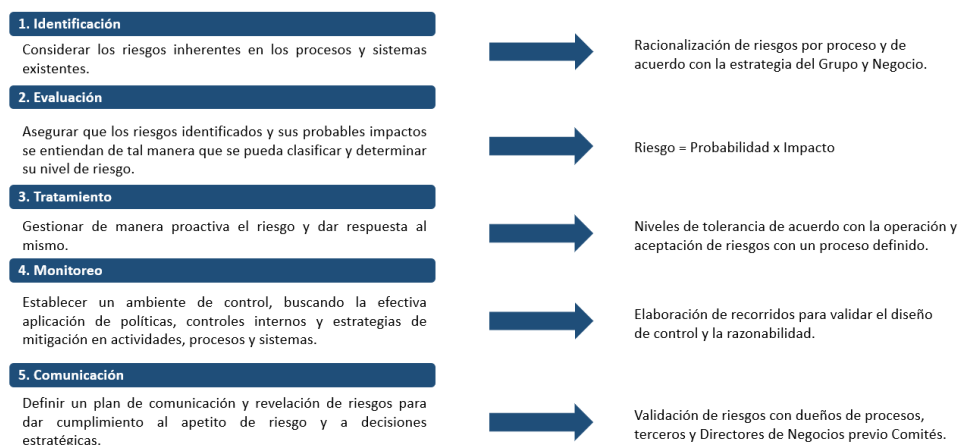 1. Identificación
Considerar los riesgos inherentes en los procesos y sistemas
existentes.
Racionalización de riesgos por proceso y de
acuerdo con la estrategia del Grupo y Negocio.
2. Evaluación
Asegurar que los riesgos identificados y sus probables impactos
se entiendan de tal manera que se pueda clasificar y determinar
su nivel de riesgo.
Riesgo = Probabilidad x Impacto
3. Tratamiento
Gestionar de manera proactiva el riesgo y dar respuesta al
mismo.
Niveles de tolerancia de acuerdo con la operación y
aceptación de riesgos con un proceso definido.
4. Monitoreo
Establecer un ambiente de control, buscando la efectiva
aplicación de políticas, controles internos y estrategias de
mitigación en actividades, procesos y sistemas.
Elaboración de recorridos para validar el diseño
de control y la razonabilidad.
5. Comunicación
Definir un plan de comunicación y revelación de riesgos para
dar cumplimiento al apetito de riesgo y a decisiones
estratégicas.
Validación de riesgos con dueños de procesos,
terceros y Directores de Negocios previo Comités.